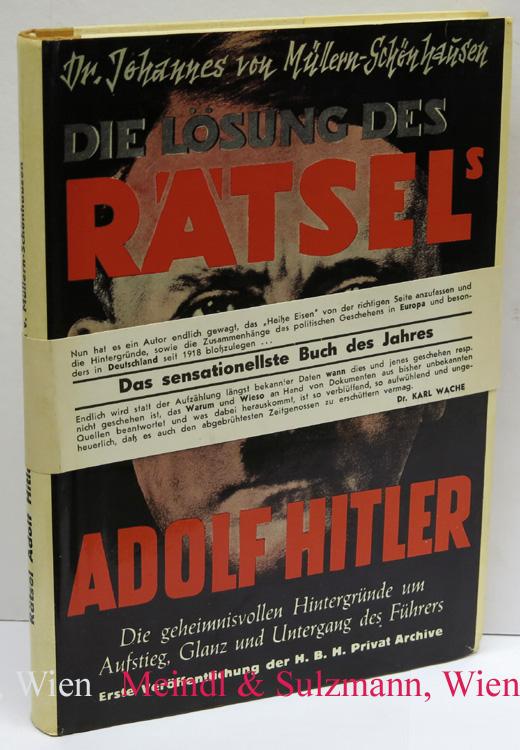 Dr. Johannes von Müllern-Schönhausen
DIE LÖSUNG DES
RÄTSELs
Nun hat es ein Autor endlich gewagt, das „Heiße Eisen" von der richtigen Seite anzufassen und
die Hintergründe, sowie die Zusammenhänge des politischen Geschehens in Europa und beson-
ders in Deutschland seit 1918 bloßzulegen ...
Das sensationellste Buch des Jahres
Endlich wird statt der Aufzählung längst bekannter Daten wann dies und jenes geschehen resp.
nicht geschehen ist, das Warum und Wieso an Hand von Dokumenten aus bisher unbekannten
Quellen beantwortet und was dabei herauskommt, ist so verblüffend, so aufwühlend und unge-
heuerlich, daß es auch den abgebrühtesten Zeitgenossen zu erschüttern vermag.
Dr. KARL WACHE
ADOLF HITLER
Die geheimnisvollen Hintergründe um
Aufstieg, Glanz und Untergang des Führers
Erste Veröffentlichung der H. B. H. Privat Archive
v. Müllern-Schönhausen
Rätsel Adolf Hitl
, Wien Meindl & Sulzmann, Wien